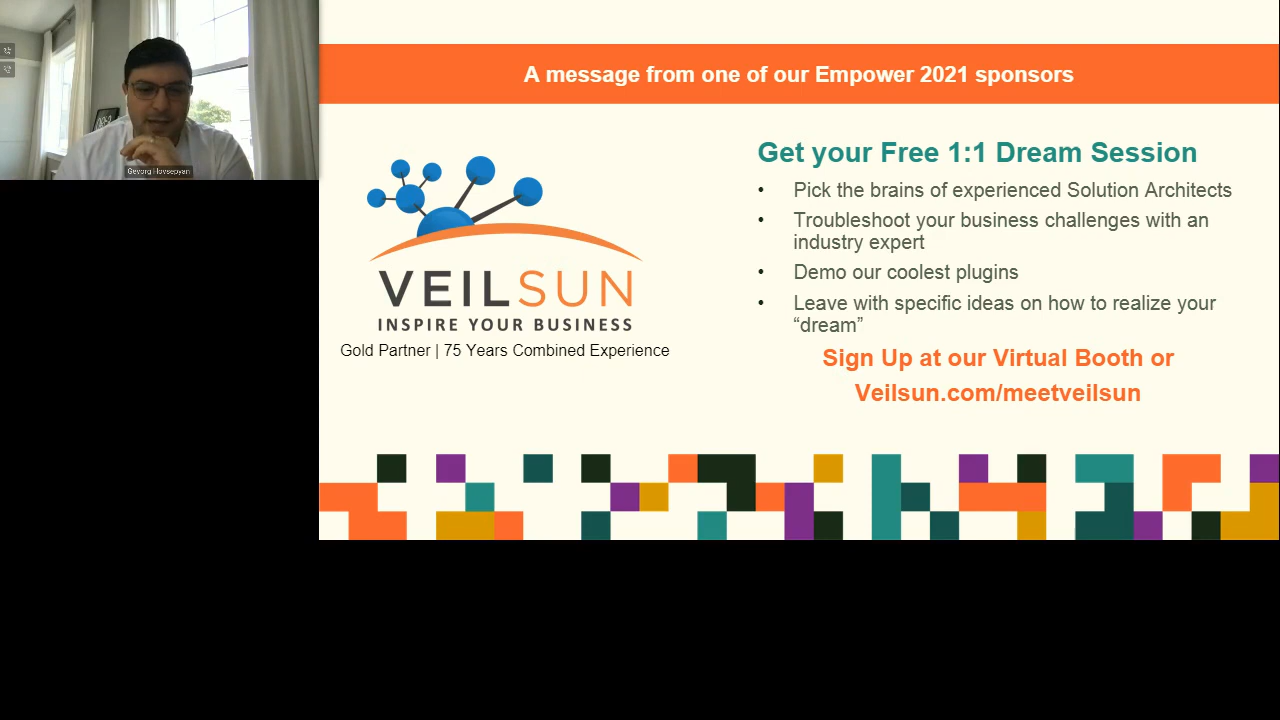 Gevorg Hovsepyan
A message from one of our Empower 2021 sponsors
VEILSUN
INSPIRE YOUR BUSINESS
Gold Partner | 75 Years Combined Experience
Get your Free 1:1 Dream Session
• Pick the brains of experienced Solution Architects
• Troubleshoot your business challenges with an
industry expert
• Demo our coolest plugins
• Leave with specific ideas on how to realize your
“dream”
Sign Up at our Virtual Booth or
Veilsun.com/meetveilsun